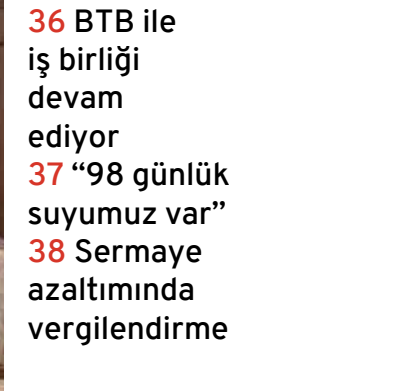 36 BTB ile
iş birliği
devam
ediyor
37 “98 günlük
suyumuz var”
38 Sermaye
azaltımında
vergilendirme